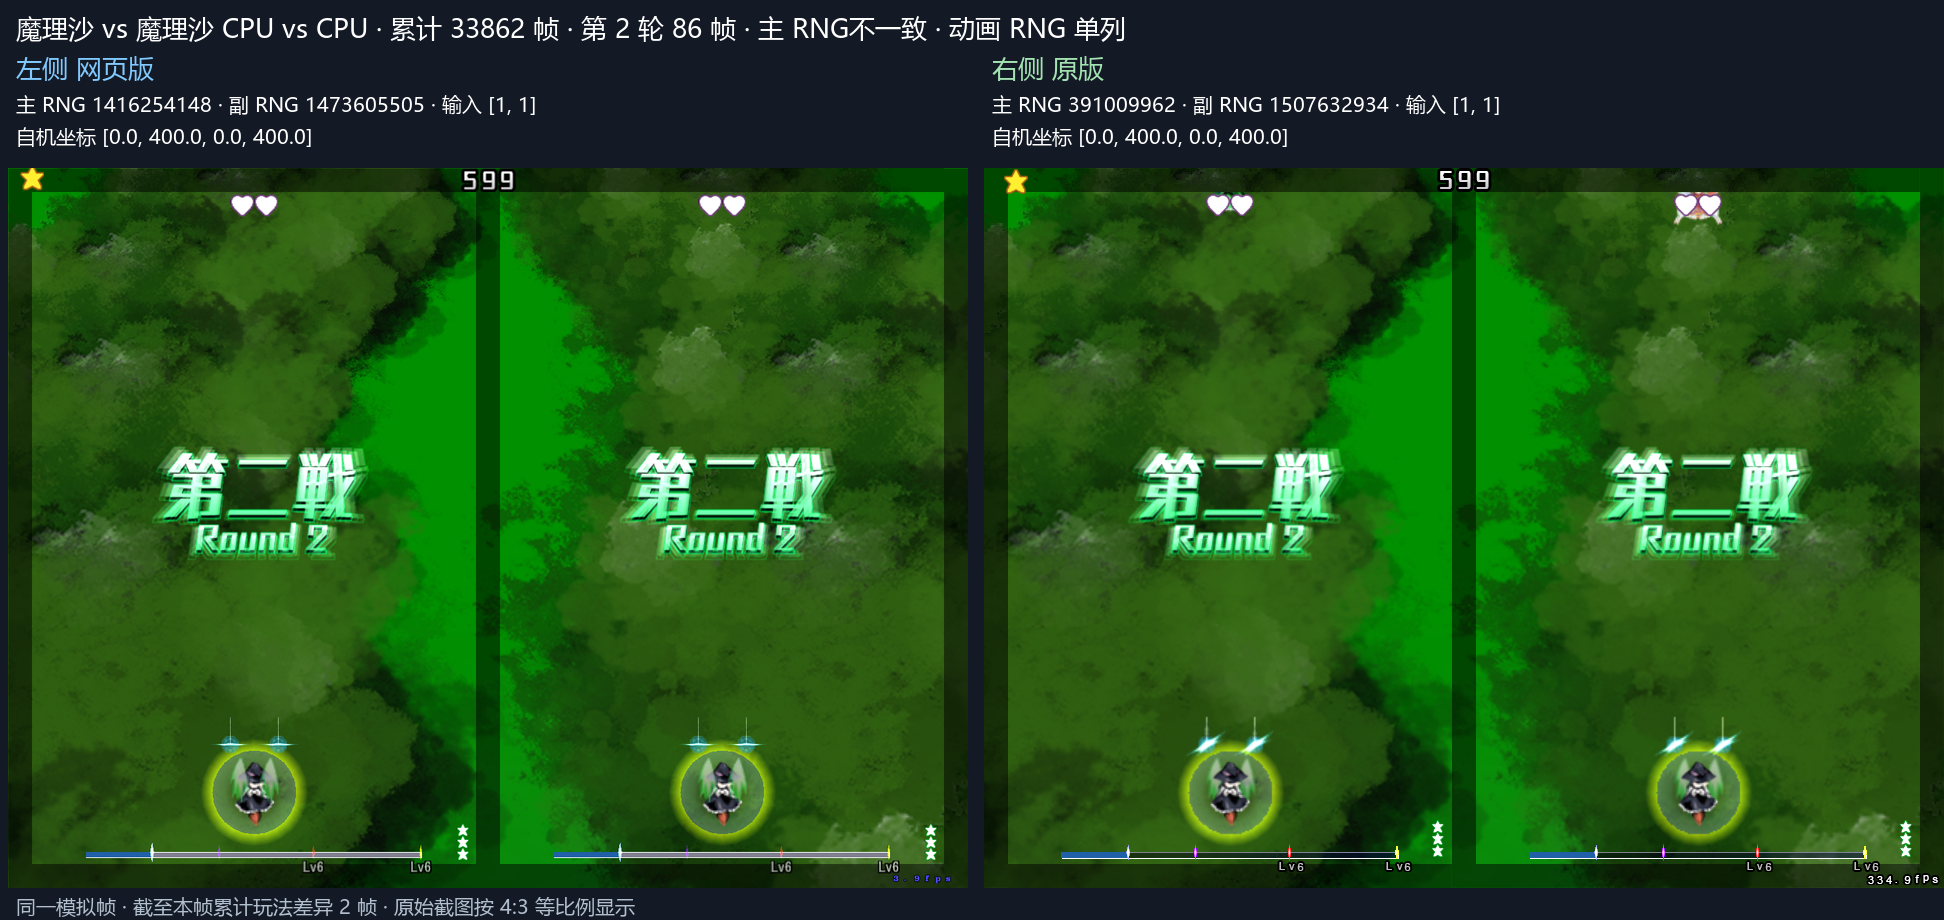 魔理沙 vs 魔理沙 CPU vs CPU · 累计 33862 帧 · 第 2 轮 86 帧 · 主 RNG不一致 · 动画 RNG 单列
左侧 网页版
主 RNG 1416254148 · 副 RNG 1473605505 · 输入 [1, 1]
自机坐标 [0.0, 400.0, 0.0, 400.0]
右侧 原版
主 RNG 391009962 · 副 RNG 1507632934 · 输入 [1, 1]
自机坐标 [0.0, 400.0, 0.0, 400.0]
599
599
第二戦
Round 2
第二戦
Round 2
第二戦
Round 2
第二戦
Round 2
Lv6 Lv6
Lv6 Lv6
Lv6 Lv6
Lv6 Lv6
3.9fps
334.9fps
同一模拟帧 · 截至本帧累计玩法差异 2 帧 · 原始截图按 4:3 等比例显示